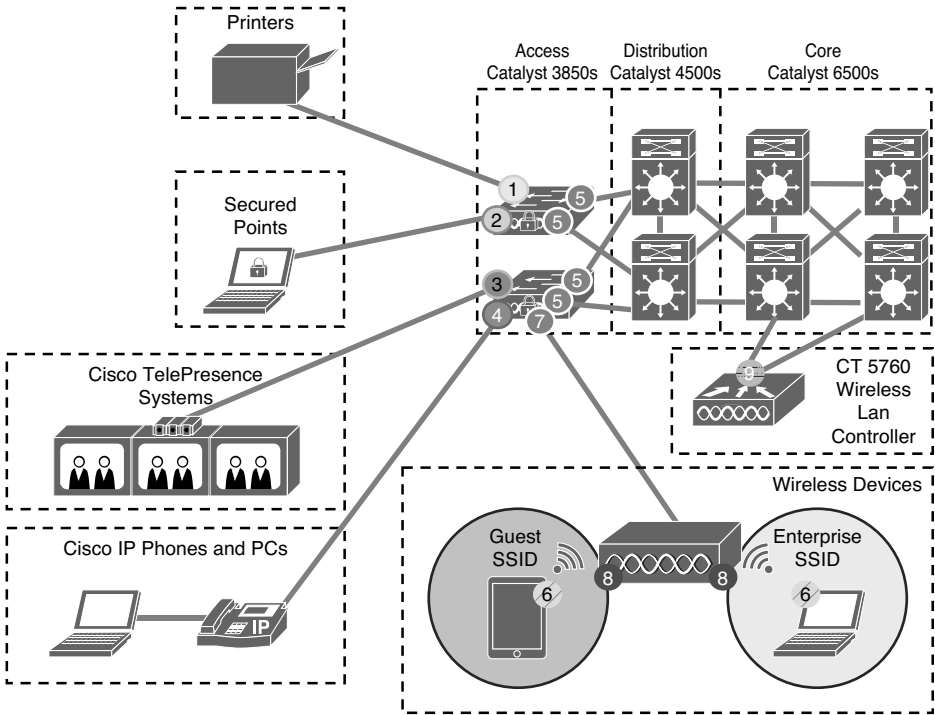 Printers
Access
Catalyst 3850s
Distribution
Catalyst 4500s
Core
Catalyst 6500s
Secured
Points
1
5
2
5
3
5
5
4
7
Cisco TelePresence
Systems
9
CT 5760
Wireless
Lan
Controller
Cisco IP Phones and PCs
IP
Wireless Devices
Guest
SSID
Enterprise
SSID
8
8
6
6